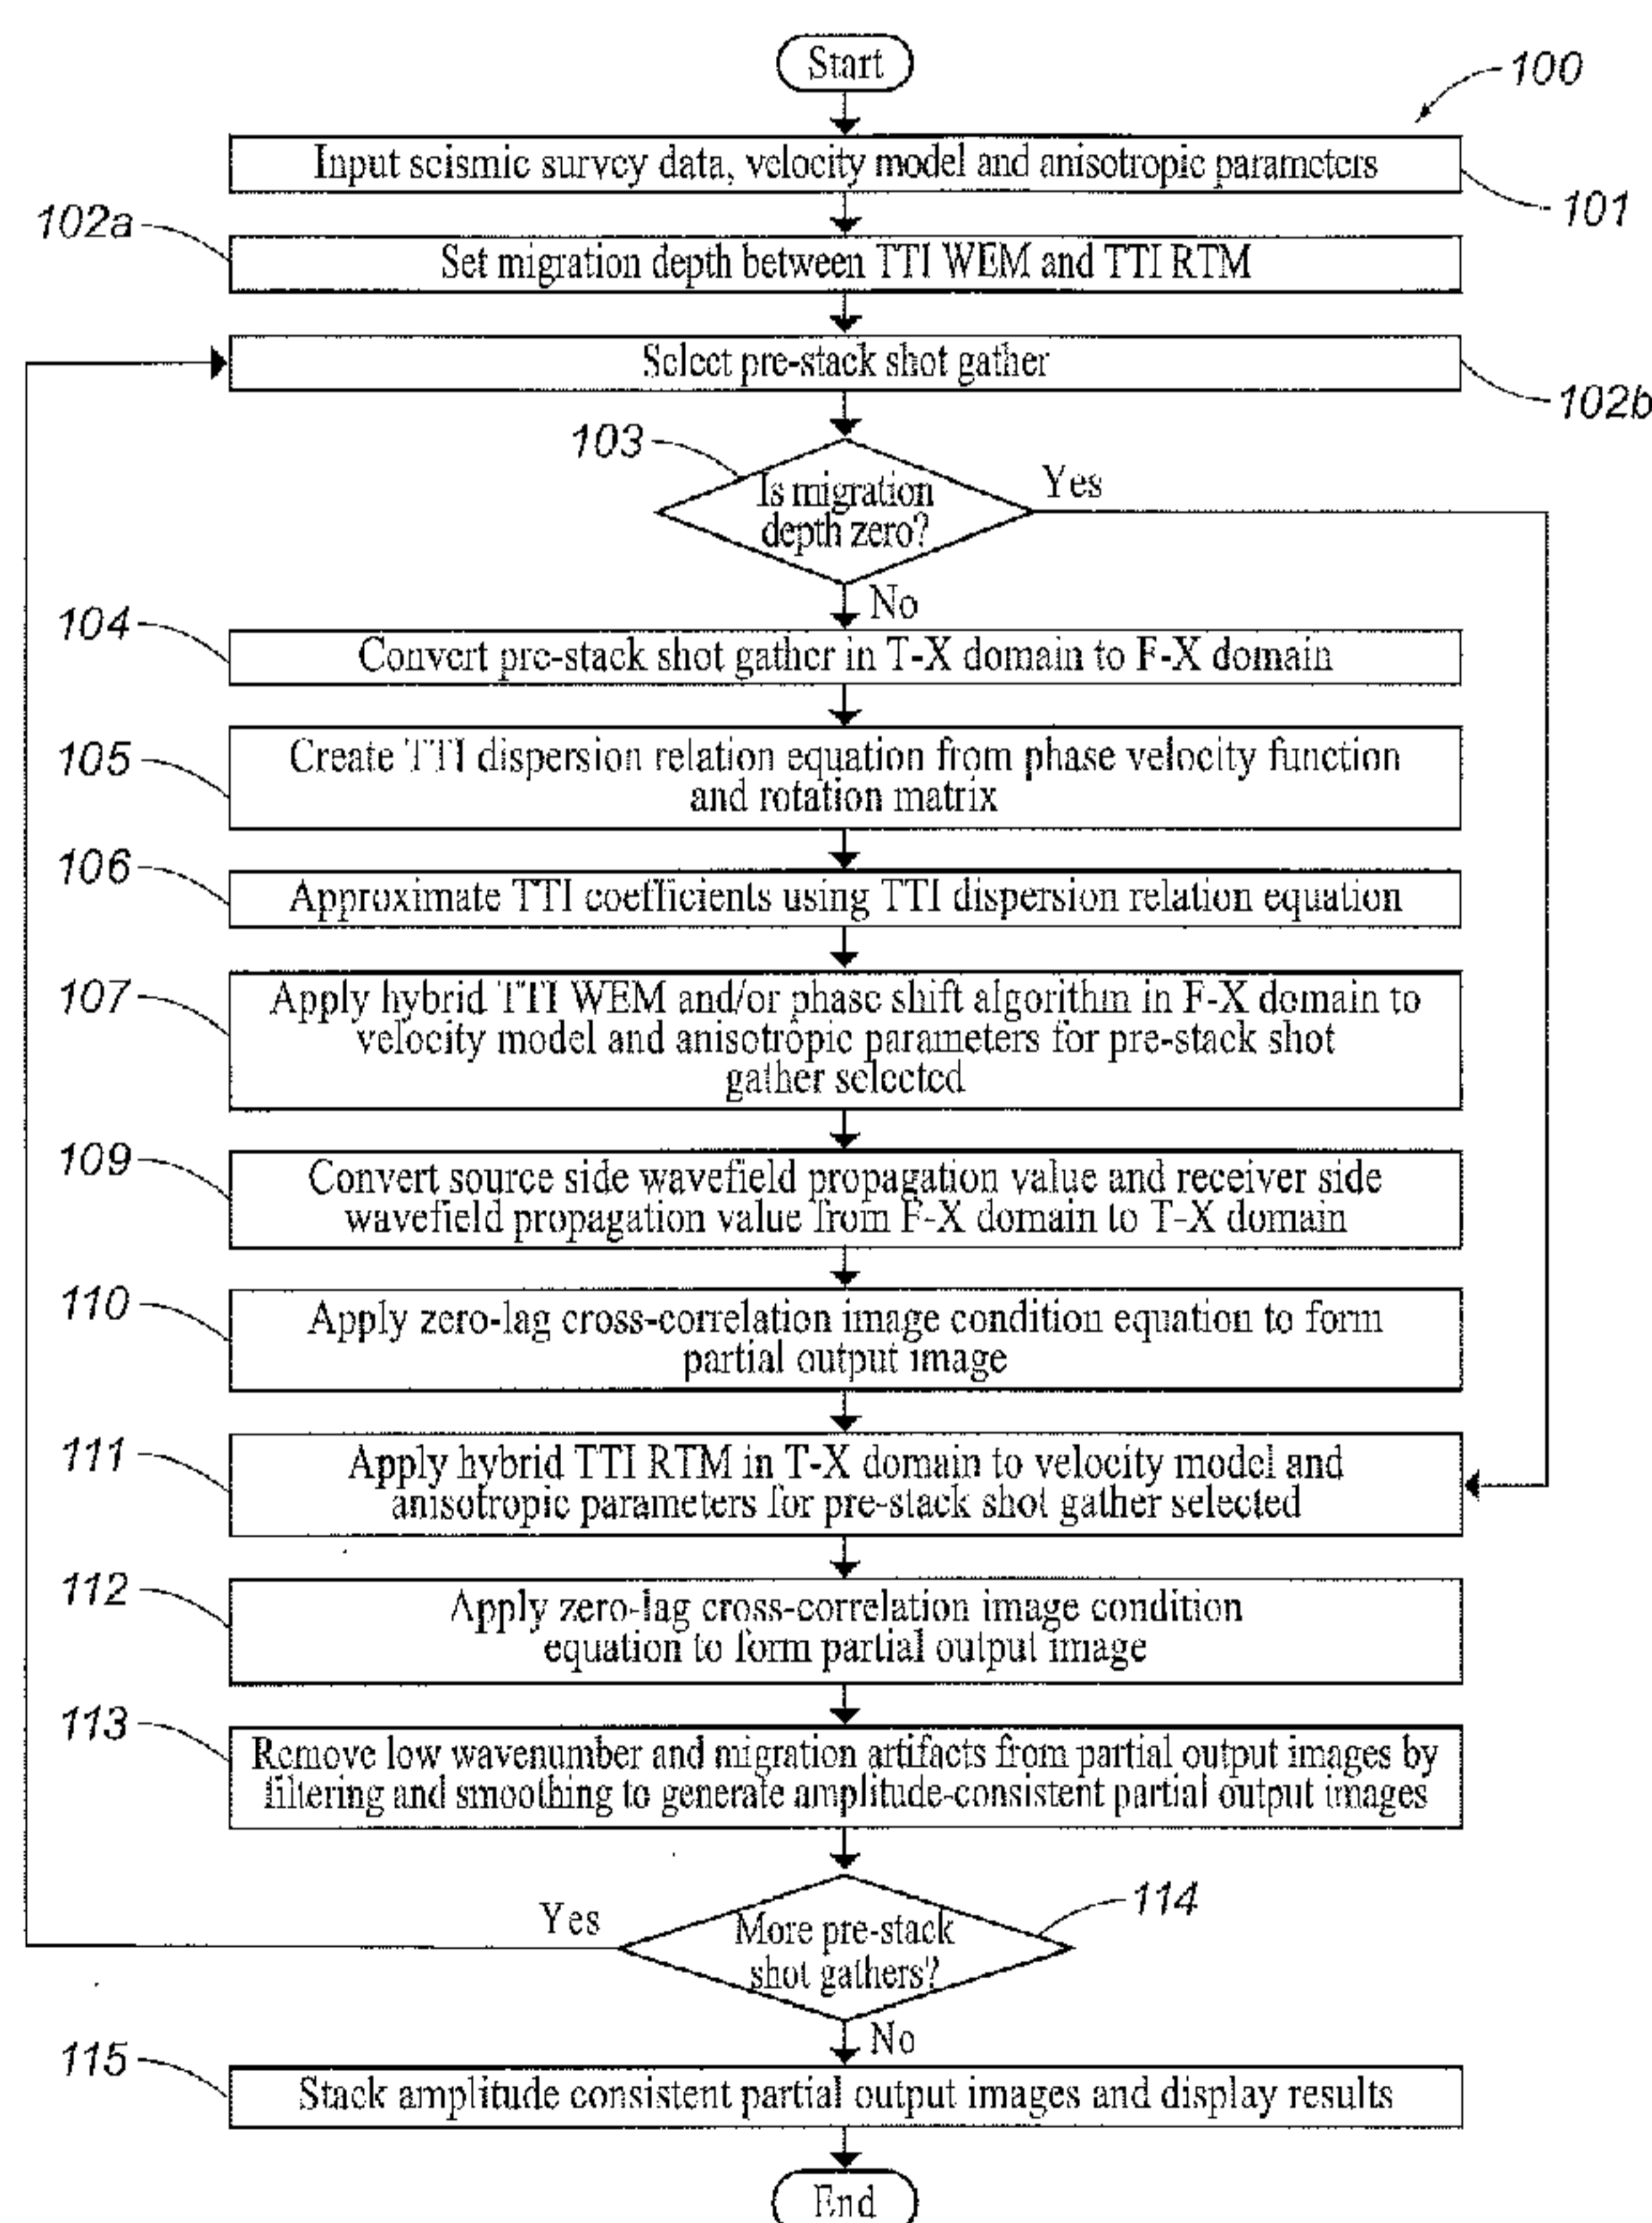 Start
100
Input seismic survey data, velocity model and anisotropic parameters
101
102a
Set migration depth between TTI WEM and TTI RTM
Select pre-stack shot gather
102b
103
Is migration
depth zero?
Yes
No
104
Convert pre-stack shot gather in T-X domain to F-X domain
105
Create TTI dispersion relation equation from phase velocity function
and rotation matrix
106
Approximate TTI coefficients using TTI dispersion relation equation
107
Apply hybrid TTI WEM and/or phase shift algorithm in F-X domain to
velocity model and anisotropic parameters for pre-stack shot
gather selected
109
Convert source side wavefield propagation value and receiver side
wavefield propagation value from F-X domain to T-X domain
110
Apply zero-lag cross-correlation image condition equation to form
partial output image
111
Apply hybrid TTI RTM in T-X domain to velocity model and
anisotropic parameters for pre-stack shot gather selected
112
Apply zero-lag cross-correlation image condition
equation to form partial output image
113
Remove low wavenumber and migration artifacts from partial output images by
filtering and smoothing to generate amplitude-consistent partial output images
114
Yes
More pre-stack
shot gathers?
No
115
Stack amplitude consistent partial output images and display results
End